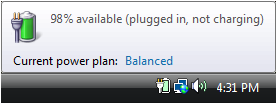 98% available (plugged in, not charging)
Current power plan: Balanced
4:31 PM